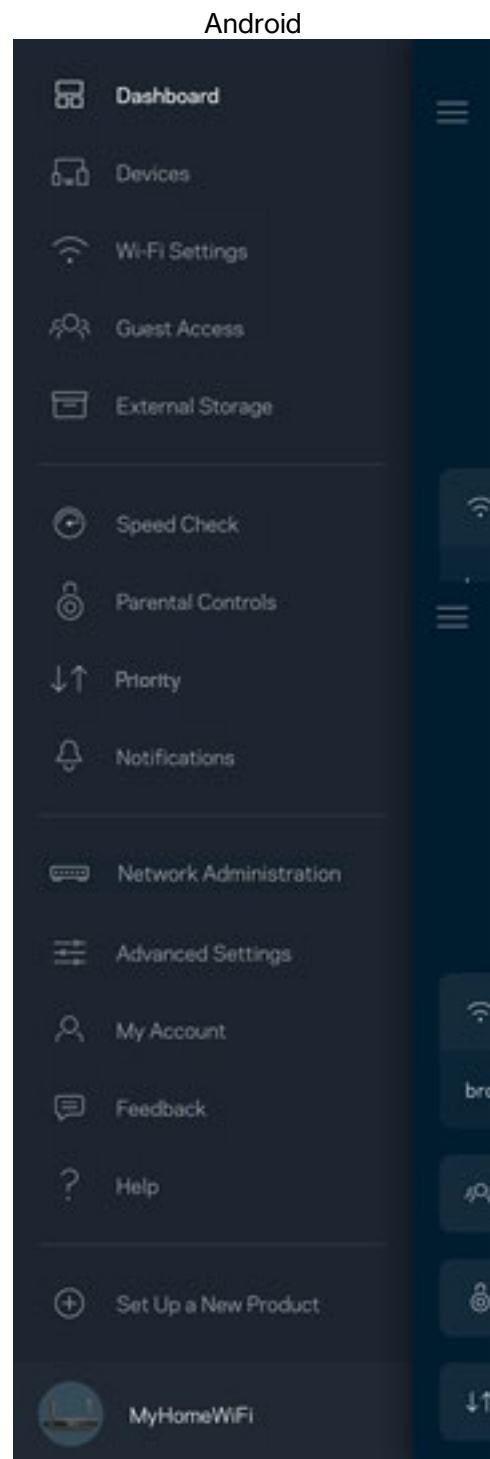 Android
Dashboard
Devices
Wi-Fi Settings
Guest Access
External Storage
Speed Check
Parental Controls
Priority
Notifications
Network Administration
Advanced Settings
My Account
bro
Feedback
Help
Set Up a New Product
MyHomeWiFi